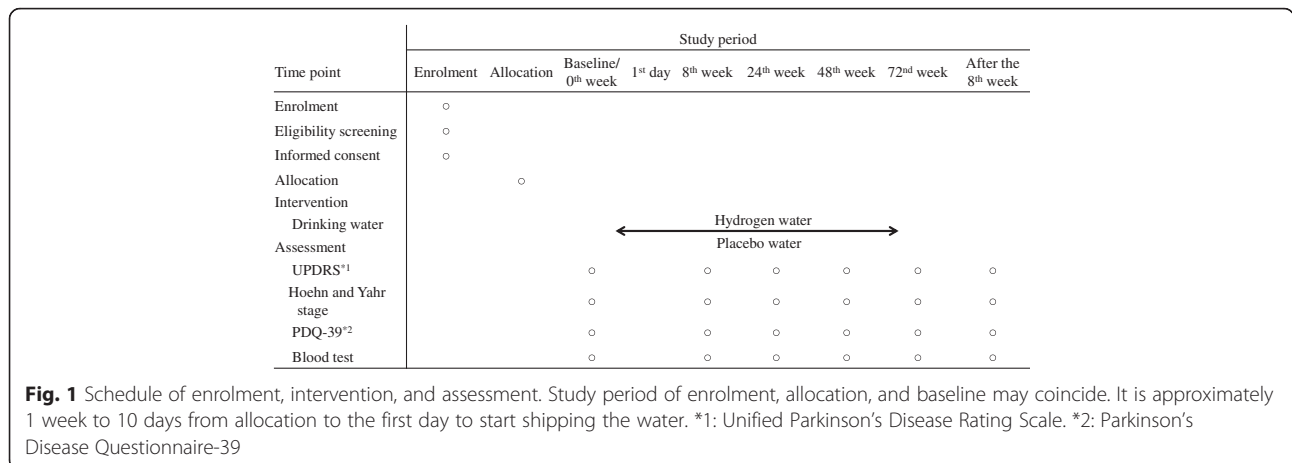 Study period
Time point Enrolment Allocation Baseline/ 0th week 1st day 8th week 24th week 48th week 72nd week After the 8th week
Enrolment ○
Eligibility screening ○
Informed consent ○
Allocation ○
Intervention
Drinking water Hydrogen water
Placebo water
Assessment
UPDRS*1 ○ ○ ○ ○ ○ ○
Hoehn and Yahr
stage ○ ○ ○ ○ ○ ○
PDQ-39*2 ○ ○ ○ ○ ○ ○
Blood test ○ ○ ○ ○ ○ ○
Fig. 1 Schedule of enrolment, intervention, and assessment. Study period of enrolment, allocation, and baseline may coincide. It is approximately
1 week to 10 days from allocation to the first day to start shipping the water. *1: Unified Parkinson’s Disease Rating Scale. *2: Parkinson’s
Disease Questionnaire-39